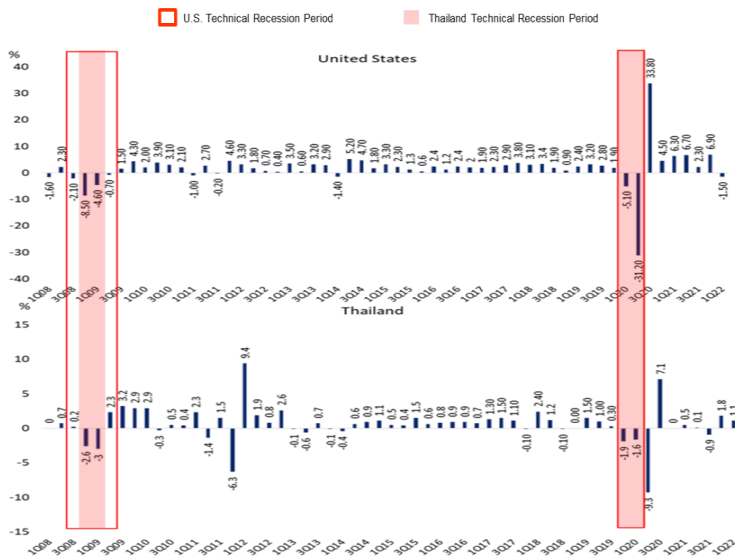 U.S. Technical Recession Period
Thailand Technical Recession Period
%
United States
40
30
20
10
0
-10
-20
-30
-40
-1.60 2.30 -2.10 -8.50 -4.60 -0.70 1.50 4.30 2.00 3.90 3.10 2.10 -1.00 2.70 -0.20 4.60 3.30 1.80 0.70 0.40 3.50 0.60 3.20 2.90 -1.40 5.20 4.70 1.80 3.30 2.30 1.3 0.6 2.4 1.2 2.4 2 1.90 2.30 2.90 3.80 3.10 3.4 1.90 0.90 2.40 3.20 2.80 1.90 -5.10 -31.20 33.80 4.50 6.30 6.70 2.30 6.90 -1.50
1Q08 3Q08 1Q09 3Q09 1Q10 3Q10 1Q11 3Q11 1Q12 3Q12 1Q13 3Q13 1Q14 3Q14 1Q15 3Q15 1Q16 3Q16 1Q17 3Q17 1Q18 3Q18 1Q19 3Q19 1Q20 3Q20 1Q21 3Q21 1Q22
%
Thailand
15
10
5
0
-5
-10
-15
0 0.7 0.2 -2.6 -3 2.3 3.2 2.9 2.9 -0.3 0.5 0.4 2.3 -1.4 1.5 -6.3 9.4 1.9 0.8 2.6 -0.1 -0.6 0.7 -0.1 -0.4 0.6 0.9 1.1 0.5 0.4 1.5 0.6 0.8 0.9 0.9 0.7 1.30 1.50 1.10 -0.10 2.40 1.2 -0.10 0.00 1.50 1.00 0.30 -1.9 -1.6 -9.3 7.1 0 0.5 0.1 -0.9 1.8
1Q08 3Q08 1Q09 3Q09 1Q10 3Q10 1Q11 3Q11 1Q12 3Q12 1Q13 3Q13 1Q14 3Q14 1Q15 3Q15 1Q16 3Q16 1Q17 3Q17 1Q18 3Q18 1Q19 3Q19 1Q20 3Q20 1Q21 3Q21 1Q22